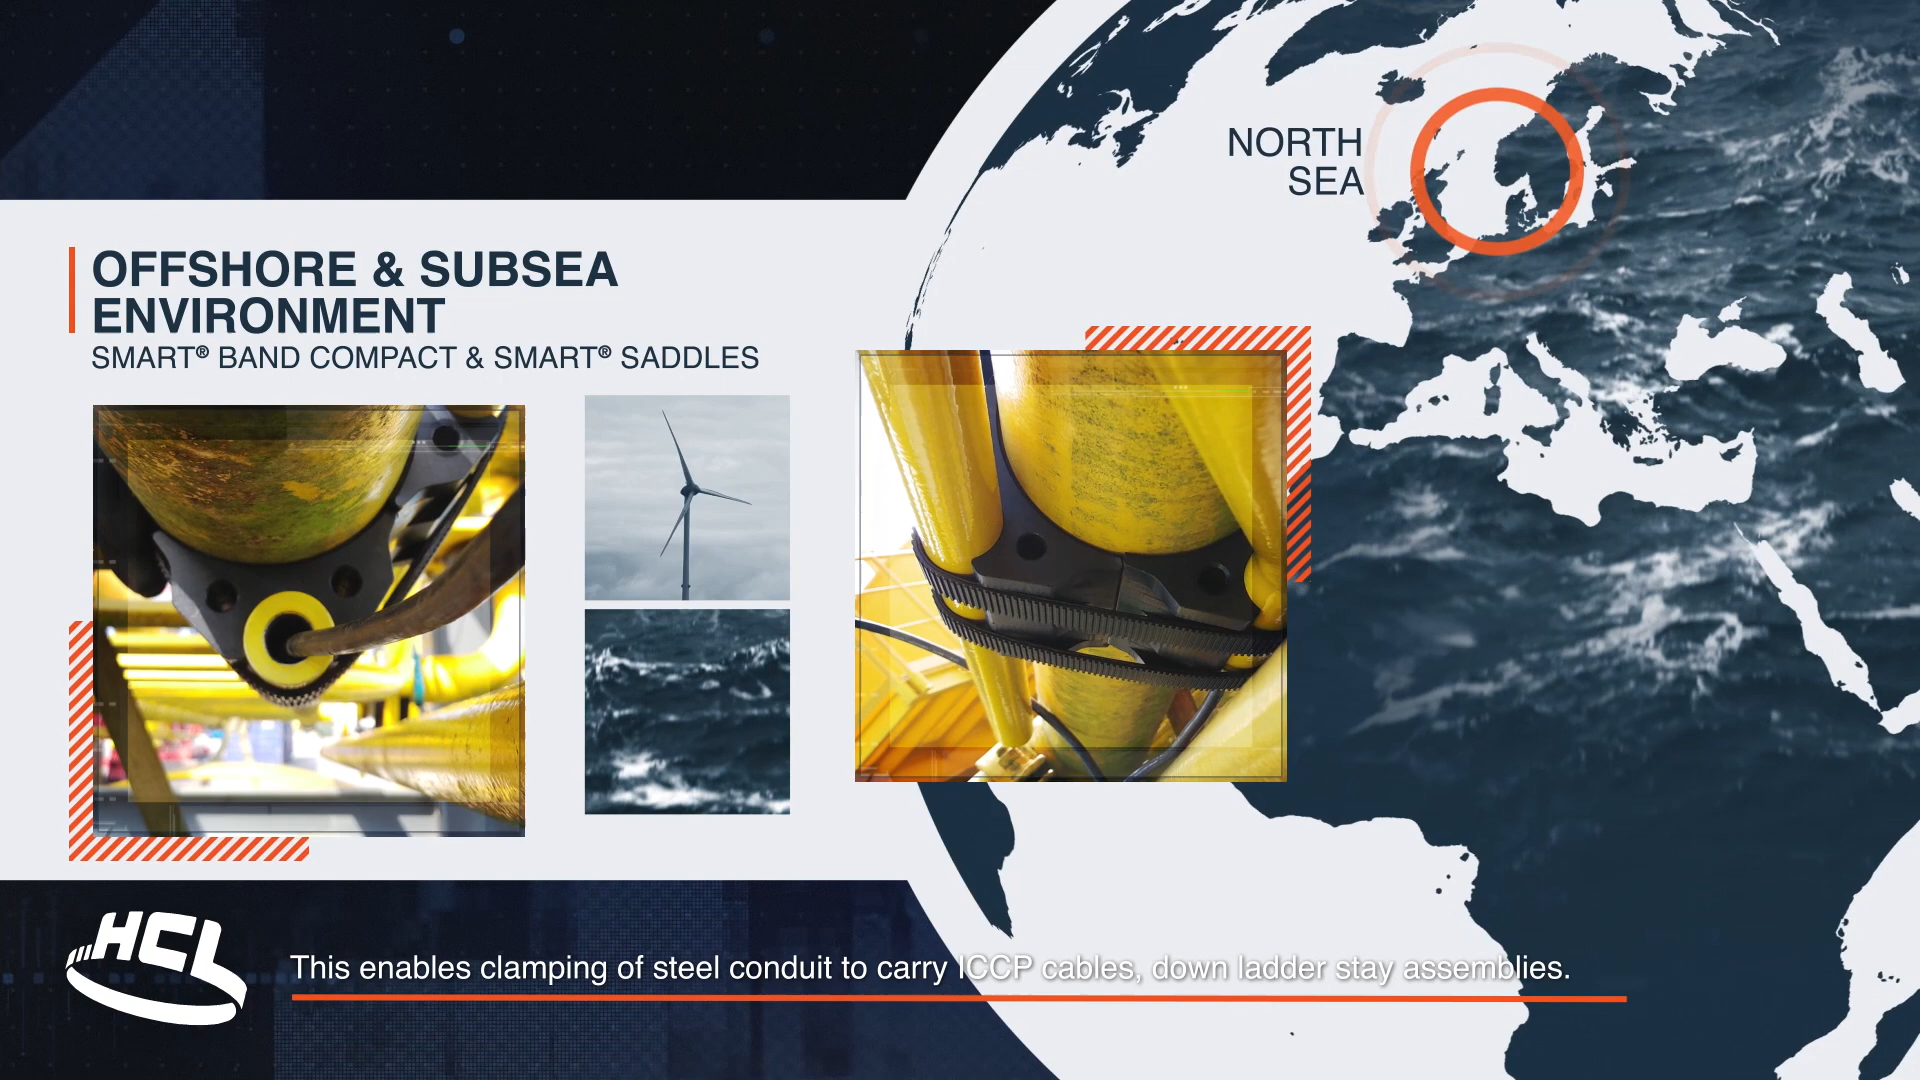 NORTH
SEA
OFFSHORE & SUBSEA
ENVIRONMENT
SMART® BAND COMPACT & SMART® SADDLES
HCL
This enables clamping of steel conduit to carry ICCP cables, down ladder stay assemblies.